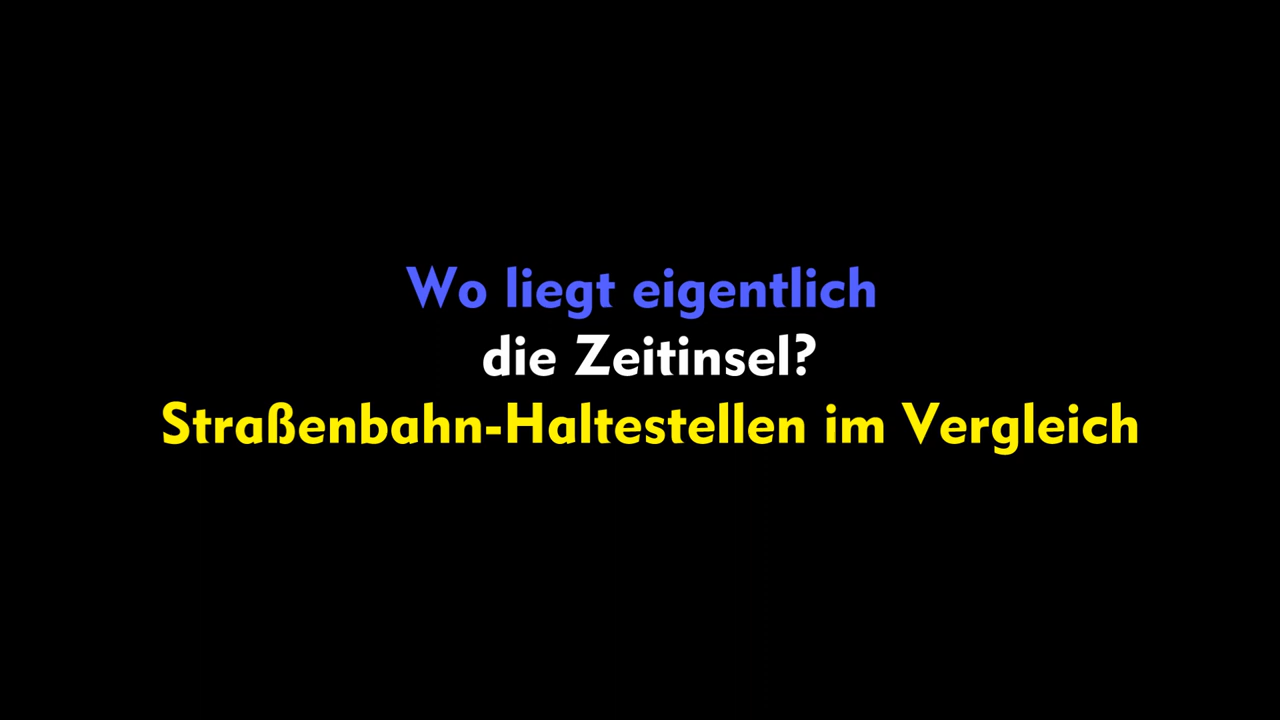 Wo liegt eigentlich
die Zeitinsel?
Straßenbahn-Haltestellen im Vergleich